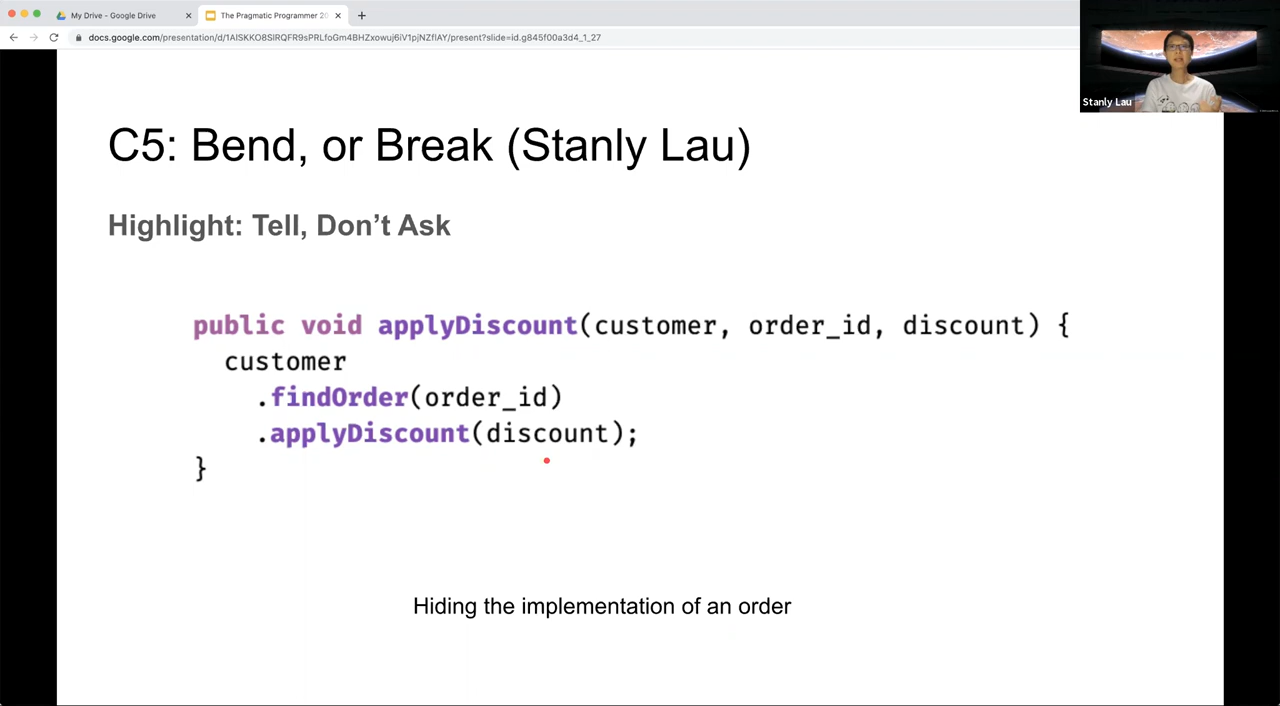 My Drive - Google Drive
The Pragmatic Programmer 20
docs.google.com/presentation/d/1AlSKKO8SlRQFR9sPRLfoGm4BHZxowuj6iV1pjNZflAY/present?slide=id.g845f00a3d4_1_27
Stanly Lau
C5: Bend, or Break (Stanly Lau)
Highlight: Tell, Don’t Ask
public void applyDiscount(customer, order_id, discount) {
customer
.findOrder(order_id)
.applyDiscount(discount);
}
Hiding the implementation of an order